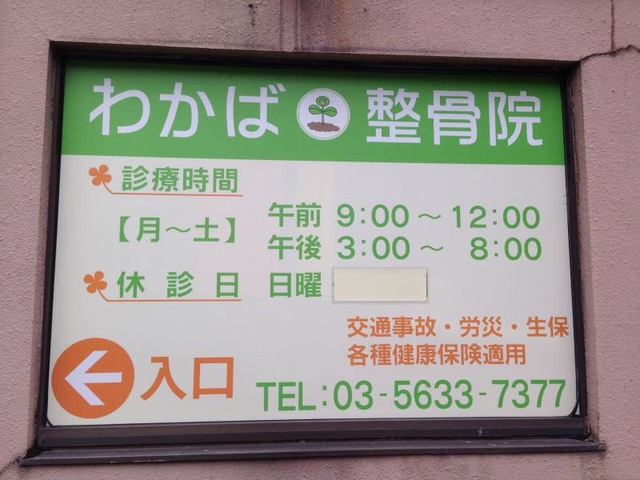 わかば 整骨院
診療時間
【月〜土】 午前 9:00 〜 12:00
午後 3:00 〜 8:00
休診日 日曜
交通事故・労災・生保
各種健康保険適用
入口
TEL:03-5633-7377